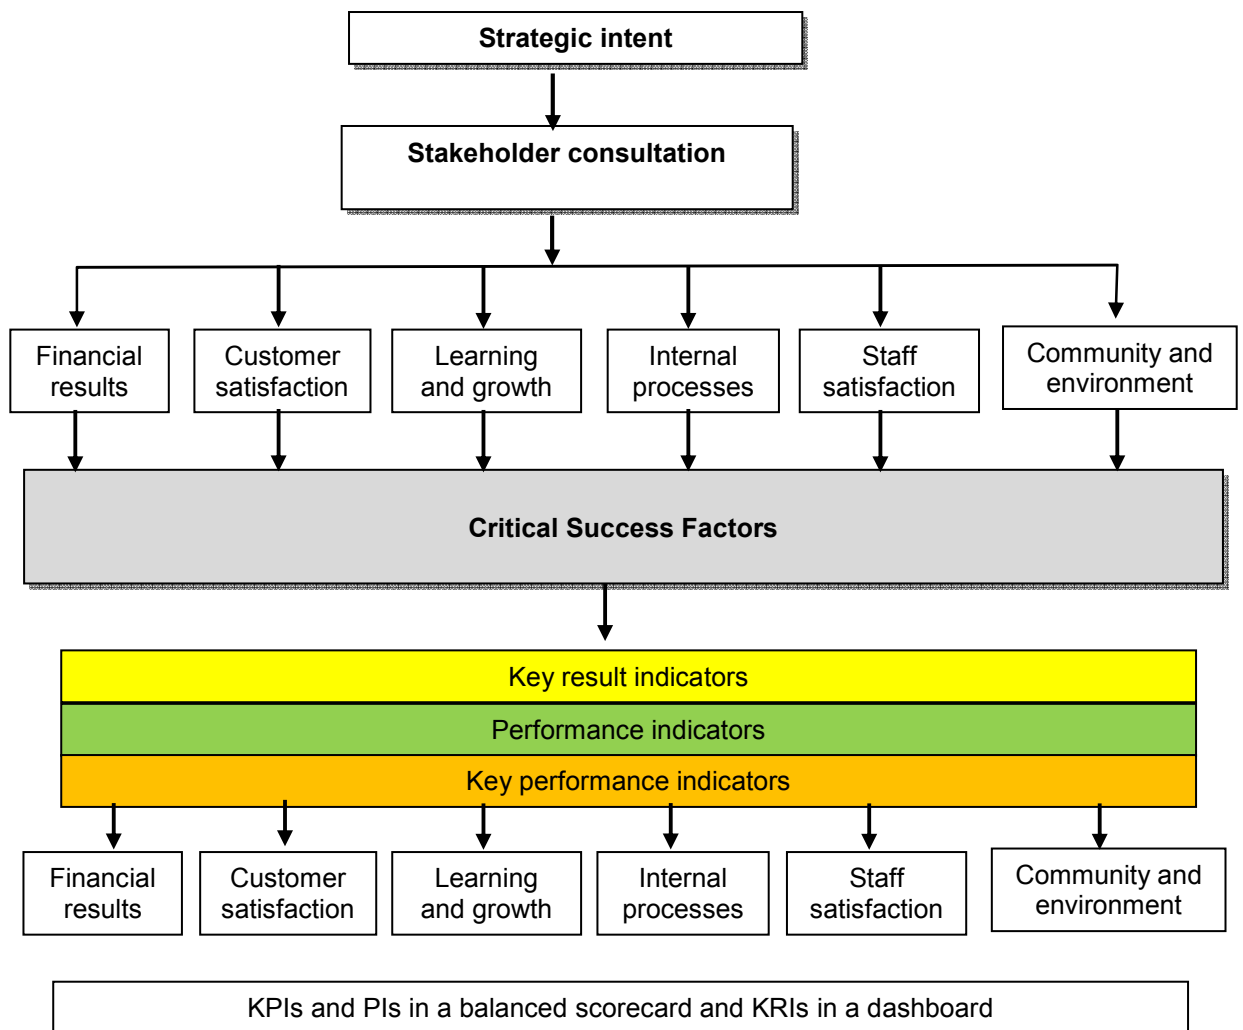 Strategic intent
Stakeholder consultation
Financial
results
Customer
satisfaction
Learning
and growth
Internal
processes
Staff
satisfaction
Community and
environment
Critical Success Factors
Key result indicators
Performance indicators
Key performance indicators
Financial
results
Customer
satisfaction
Learning
and growth
Internal
processes
Staff
satisfaction
Community and
environment
KPIs and PIs in a balanced scorecard and KRIs in a dashboard